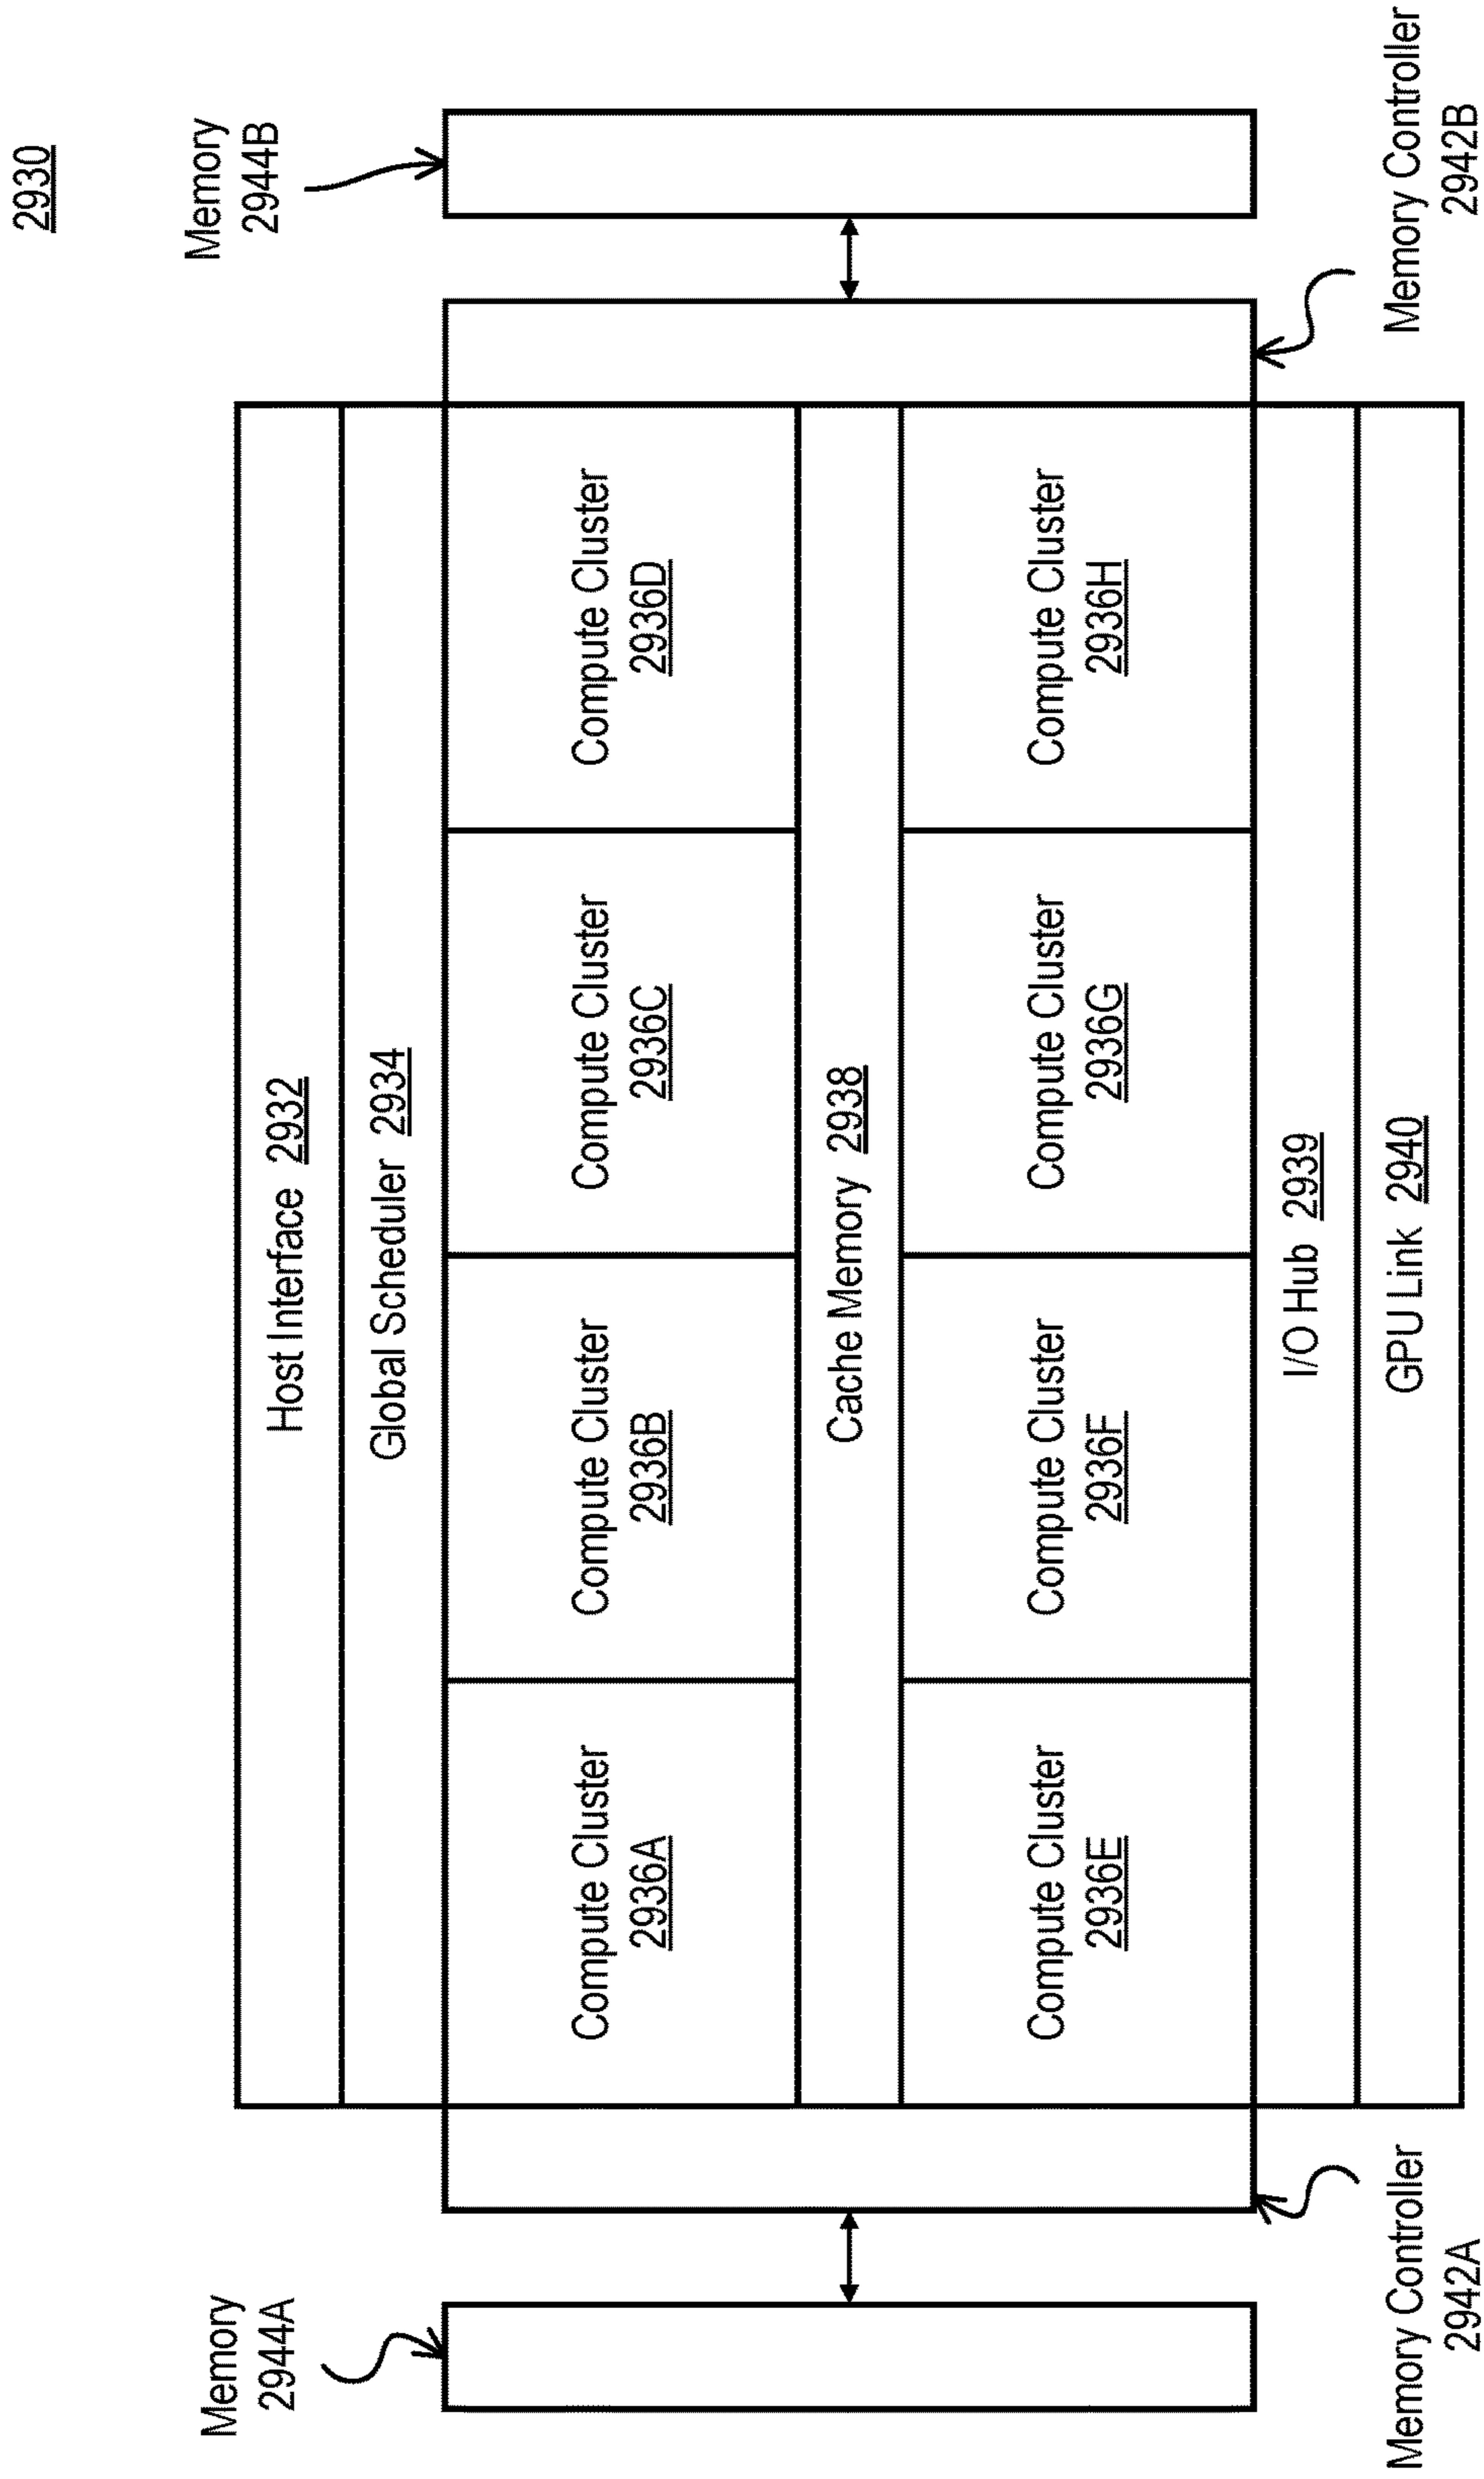 2930
Memory
2944A
Memory
2944B
Host Interface 2932
Global Scheduler 2934
Compute Cluster
2936A
Compute Cluster
2936B
Compute Cluster
2936C
Compute Cluster
2936D
Cache Memory 2938
Compute Cluster
2936E
Compute Cluster
2936F
Compute Cluster
2936G
Compute Cluster
2936H
I/O Hub 2939
GPU Link 2940
Memory Controller
2942A
Memory Controller
2942B